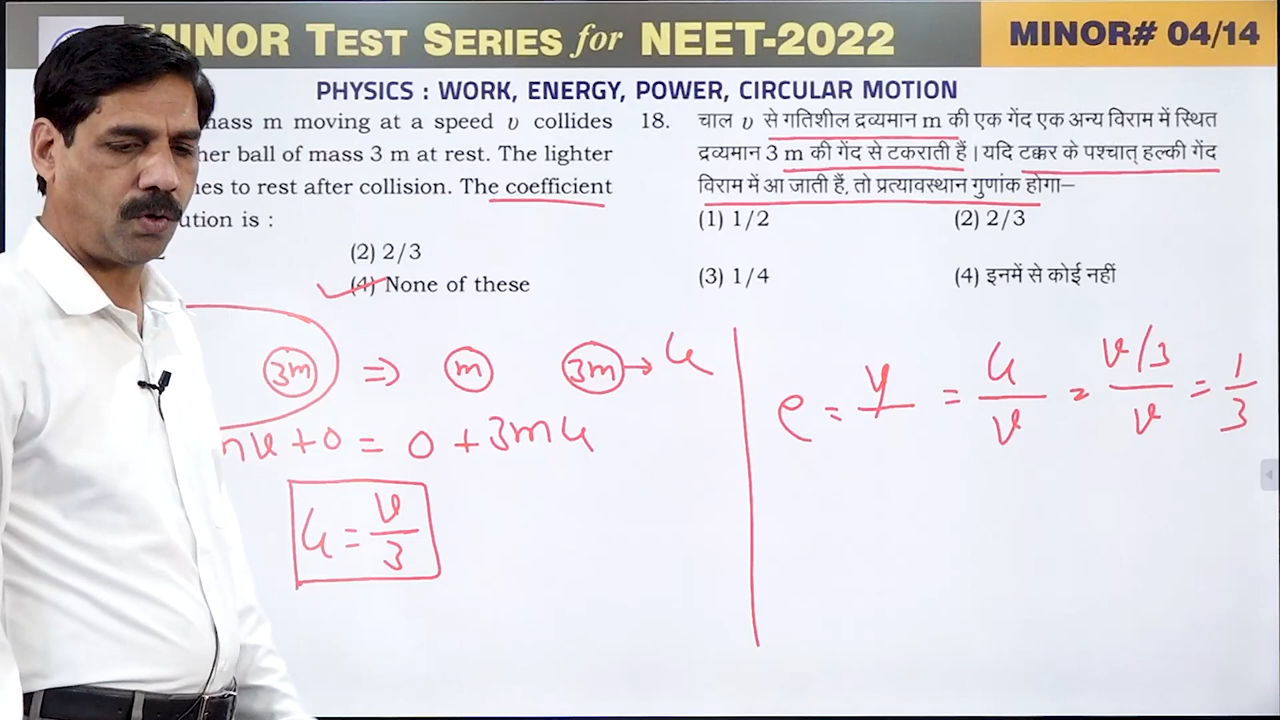 MINOR TEST SERIES for NEET-2022
MINOR# 04/14
PHYSICS : WORK, ENERGY, POWER, CIRCULAR MOTION
mass m moving at a speed υ collides
ball of mass 3 m at rest. The lighter
to rest after collision. The coefficient
is :
(2) 2/3
(4) None of these
18. चाल υ से गतिशील द्रव्यमान m की एक गेंद एक अन्य विराम में स्थित
द्रव्यमान 3 m की गेंद से टकराती हैं। यदि टक्कर के पश्चात् हल्की गेंद
विराम में आ जाती हैं, तो प्रत्यावस्थान गुणांक होगा–
(1) 1/2 (2) 2/3
(3) 1/4 (4) इनमें से कोई नहीं
3m ⇒ m 3m → u
+0 = 0 + 3mu
u = v/3
e = = u/v = v/3/v = 1/3